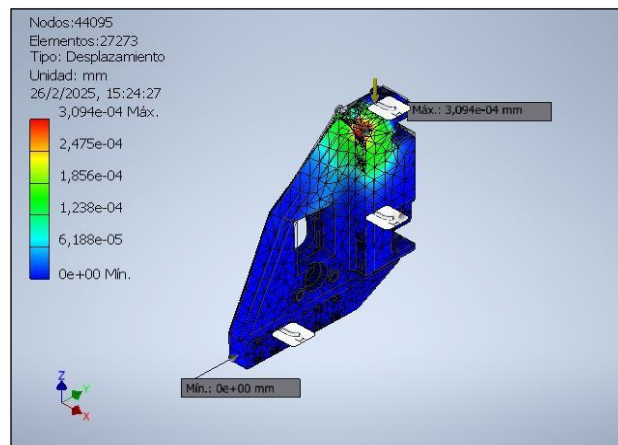 Nodos:44095
Elementos:27273
Tipo: Desplazamiento
Unidad: mm
26/2/2025, 15:24:27
3,094e-04 Máx.
2,475e-04
1,856e-04
1,238e-04
6,188e-05
0e+00 Mín.
Máx.: 3,094e-04 mm
Mín.: 0e+00 mm
Z
Y
X